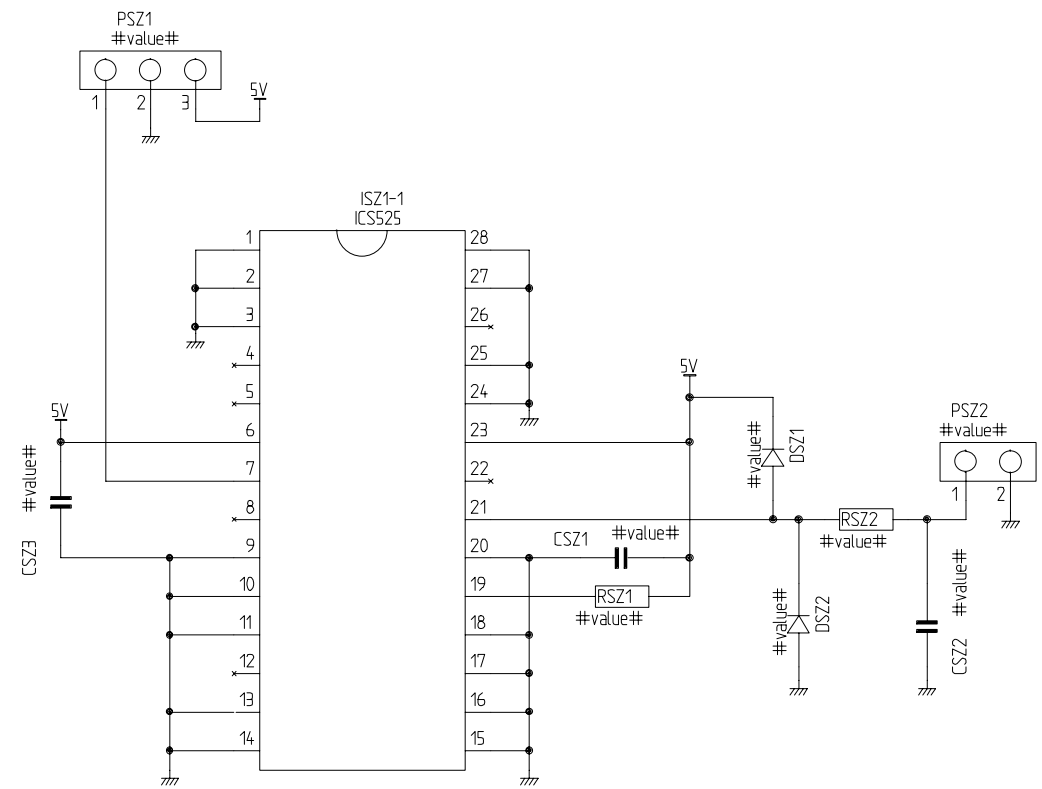 PSZ1
#value#
1 2 3
5V
ISZ1-1
ICS525
1 28
2 27
3 26
4 25
5 24
6 23
7 22
8 21
9 20
10 19
11 18
12 17
13 16
14 15
5V
#value#
CSZ3
5V
#value#
DSZ1
PSZ2
#value#
1 2
RSZ2
#value#
CSZ1
#value#
RSZ1
#value#
#value#
DSZ2
#value#
CSZ2